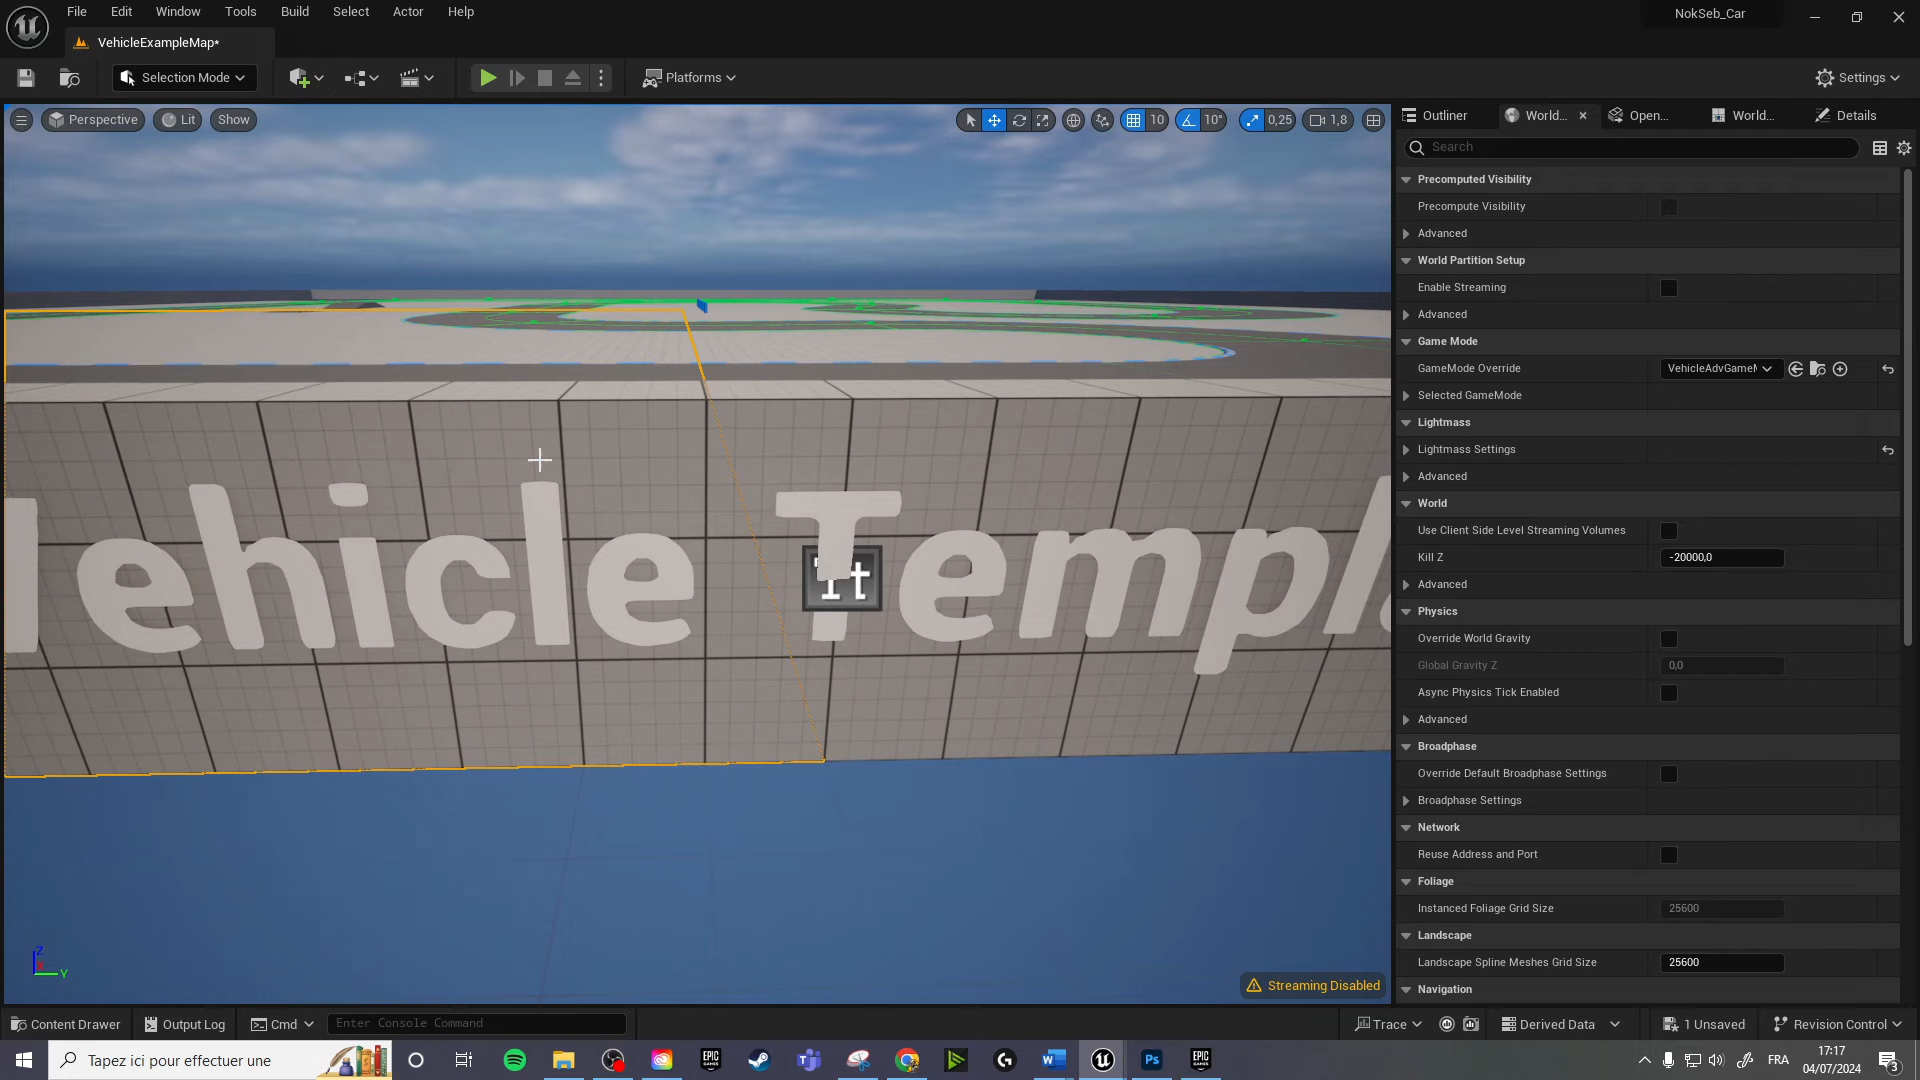 File Edit Window Tools Build Select Actor Help
NokSeb_Car
VehicleExampleMap*
Selection Mode
Platforms
Settings
Perspective
Lit
Show
10
10°
0,25
1,8
Outliner
World...
Open...
World...
Details
Search
Precomputed Visibility
Precompute Visibility
Advanced
World Partition Setup
Enable Streaming
Advanced
Game Mode
GameMode Override
VehicleAdvGameM
Selected GameMode
Lightmass
Lightmass Settings
Advanced
World
Use Client Side Level Streaming Volumes
Kill Z
-20000,0
Advanced
Physics
Override World Gravity
Global Gravity Z
0,0
Async Physics Tick Enabled
Advanced
Broadphase
Override Default Broadphase Settings
Broadphase Settings
Network
Reuse Address and Port
Foliage
Instanced Foliage Grid Size
25600
Landscape
Landscape Spline Meshes Grid Size
25600
Navigation
ehicle Templ
Z
Y
Streaming Disabled
Content Drawer
Output Log
Cmd
Enter Console Command
Trace
Derived Data
1 Unsaved
Revision Control
Tapez ici pour effectuer une
EPIC GAMES
Ps
EPIC GAMES
FRA
17:17
04/07/2024
3